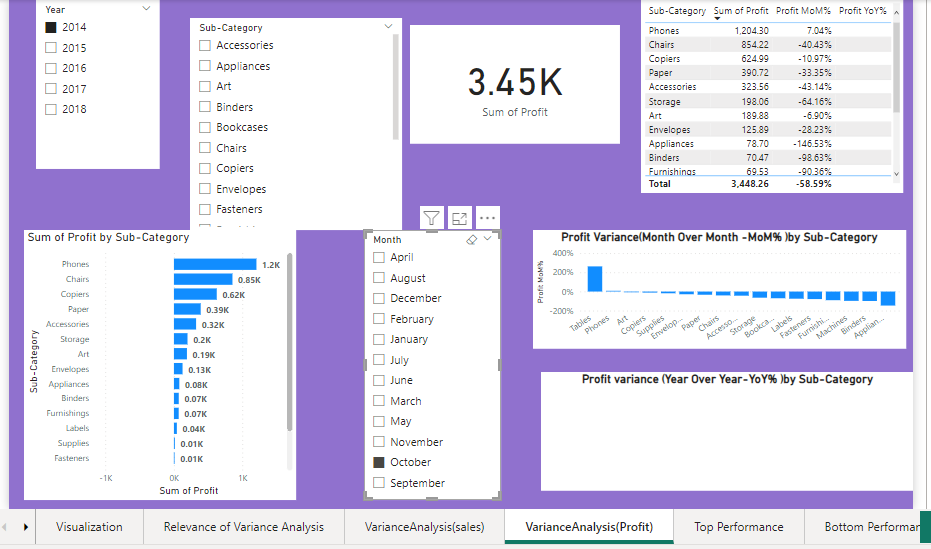 Year
2014
2015
2016
2017
2018
Sub-Category
Accessories
Appliances
Art
Binders
Bookcases
Chairs
Copiers
Envelopes
Fasteners
3.45K
Sum of Profit
Sub-Category Sum of Profit Profit MoM% Profit YoY%
Phones 1,204.30 7.04%
Chairs 854.22 -40.43%
Copiers 624.99 -10.97%
Paper 390.72 -33.35%
Accessories 323.56 -43.14%
Storage 198.06 -64.16%
Art 189.88 -6.90%
Envelopes 125.89 -28.23%
Appliances 78.70 -146.53%
Binders 70.47 -98.63%
Furnishings 69.53 -90.36%
Total 3,448.26 -58.59%
Sum of Profit by Sub-Category
Sub-Category
Phones 1.2K
Chairs 0.85K
Copiers 0.62K
Paper 0.39K
Accessories 0.32K
Storage 0.2K
Art 0.19K
Envelopes 0.13K
Appliances 0.08K
Binders 0.07K
Furnishings 0.07K
Labels 0.04K
Supplies 0.01K
Fasteners 0.01K
-1K 0K 1K
Sum of Profit
Month
April
August
December
February
January
July
June
March
May
November
October
September
Profit Variance(Month Over Month -MoM% )by Sub-Category
Profit MoM%
400%
200%
0%
-200%
Tables Phones Art Copiers Supplies Envelop... Paper Chairs Accesso... Storage Bookca... Labels Fasteners Furnishi... Machines Binders Applian...
Profit variance (Year Over Year-YoY% )by Sub-Category
Visualization Relevance of Variance Analysis VarianceAnalysis(sales) VarianceAnalysis(Profit) Top Performance Bottom Performar